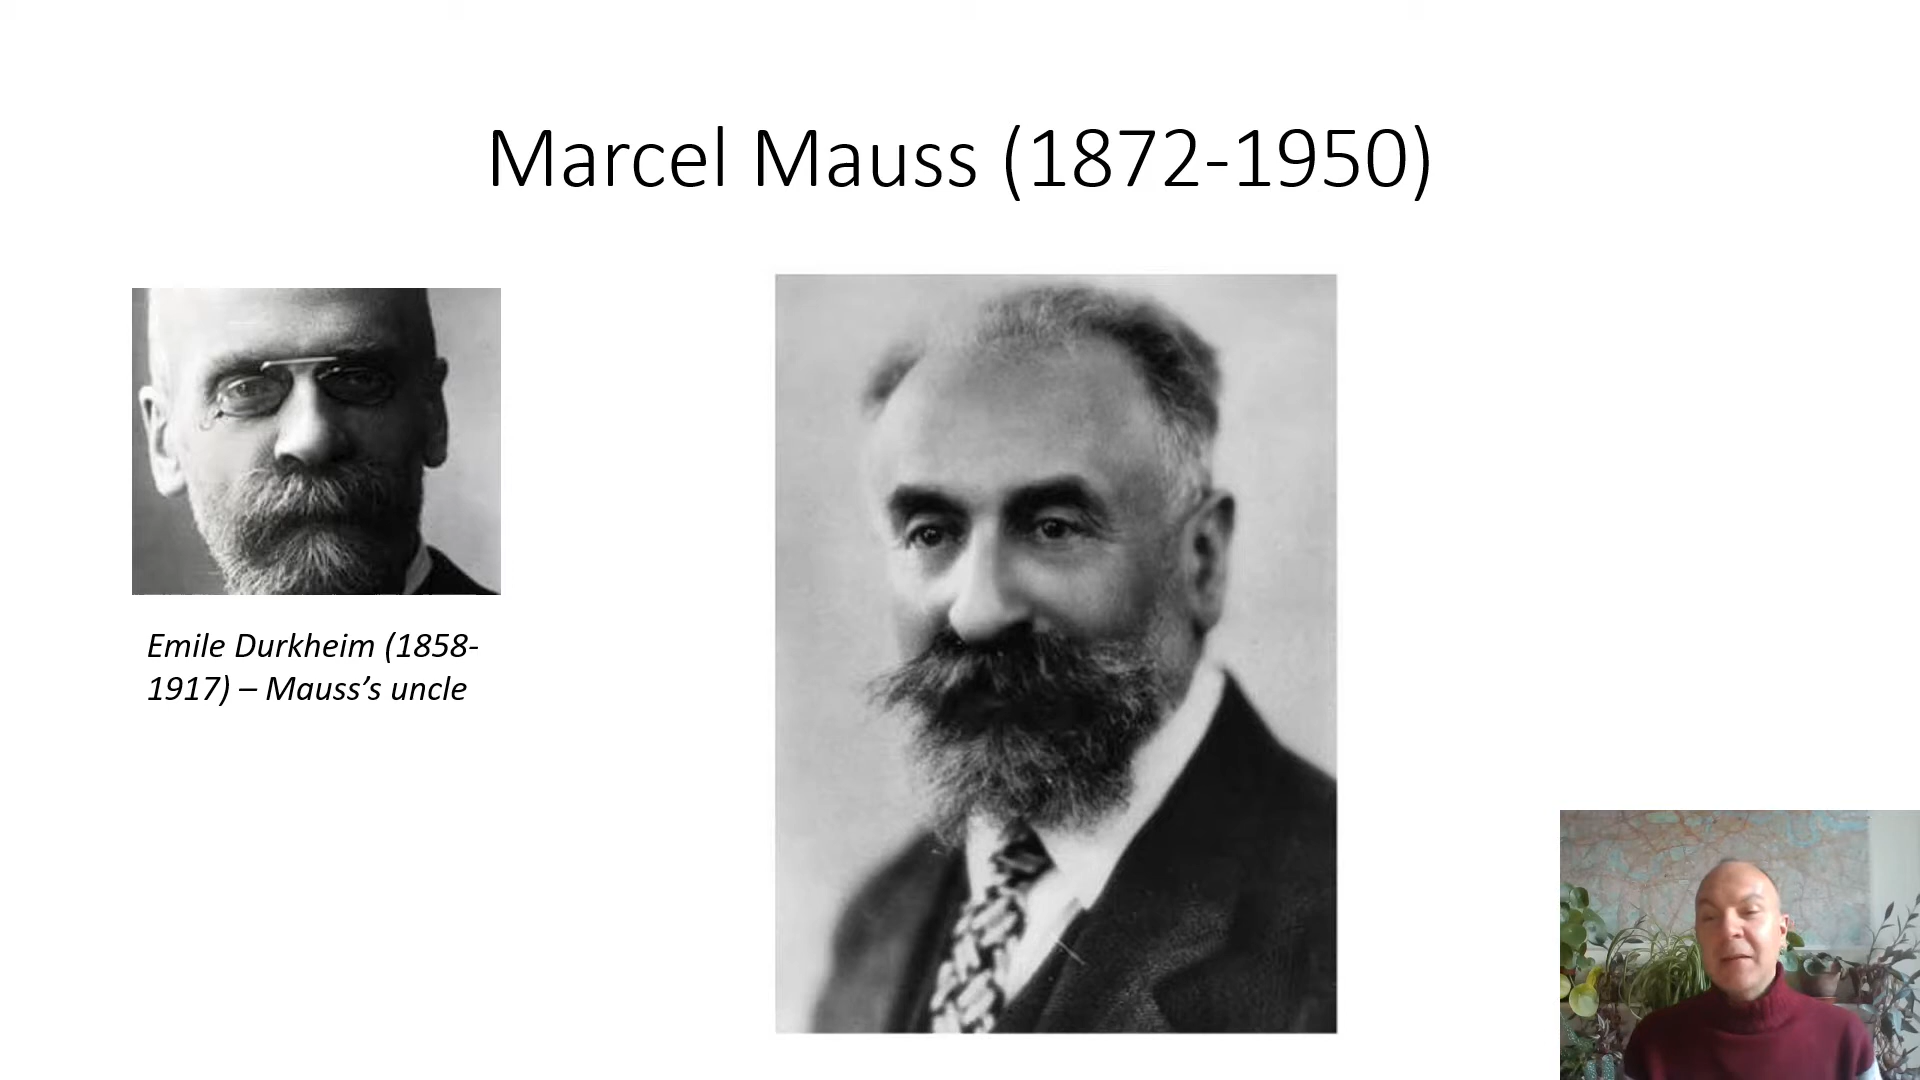 Marcel Mauss (1872-1950)
Emile Durkheim (1858-
1917) – Mauss’s uncle